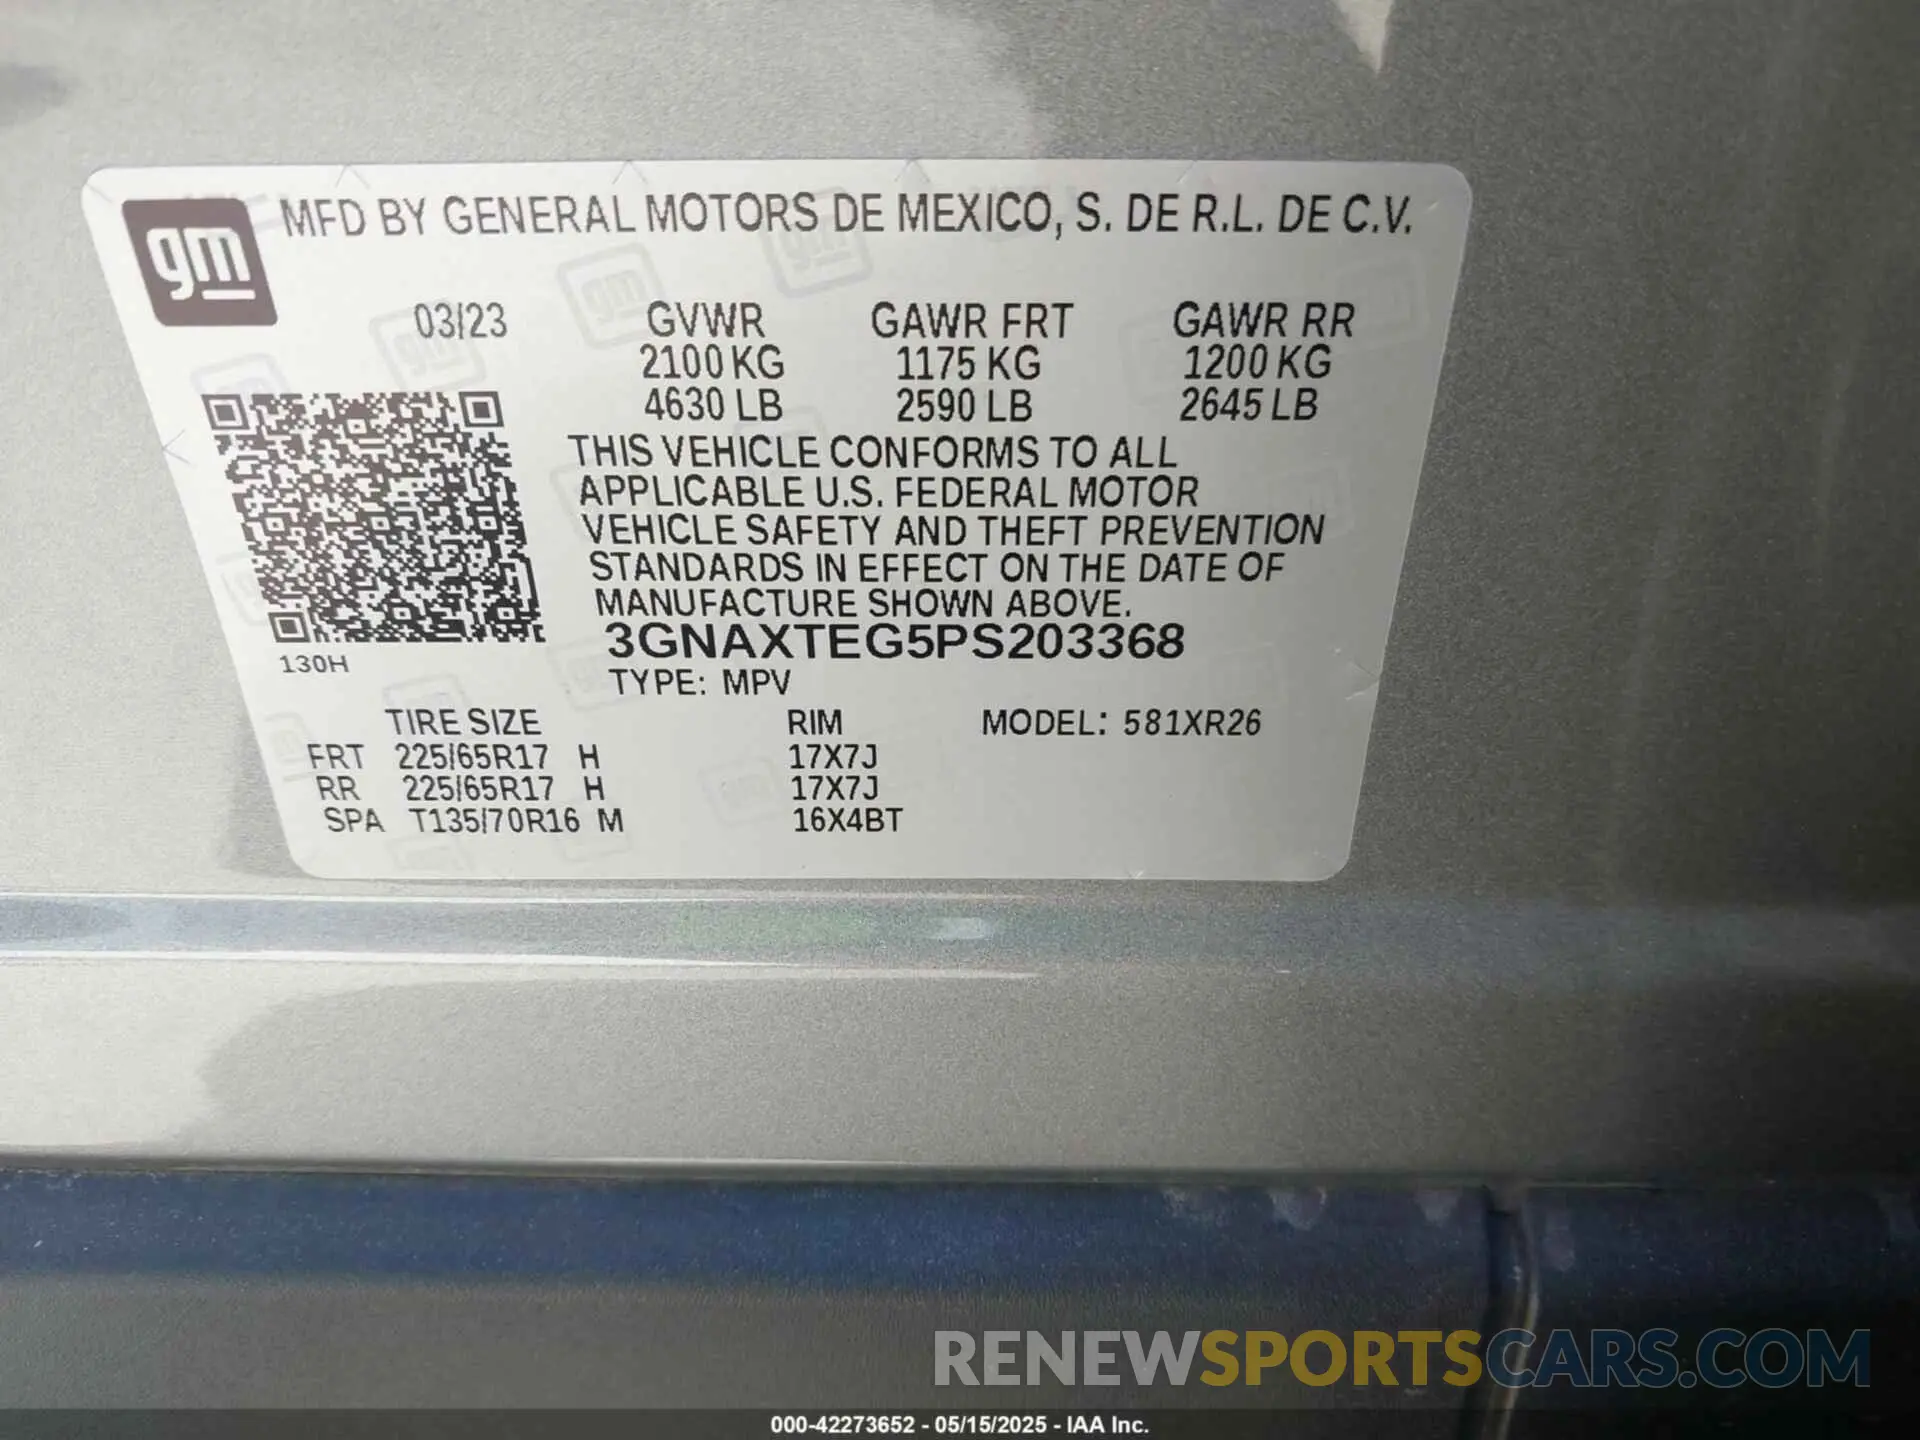 gm
MFD BY GENERAL MOTORS DE MEXICO, S. DE R.L. DE C.V.
03/23 GVWR GAWR FRT GAWR RR
2100 KG 1175 KG 1200 KG
4630 LB 2590 LB 2645 LB
THIS VEHICLE CONFORMS TO ALL
APPLICABLE U.S. FEDERAL MOTOR
VEHICLE SAFETY AND THEFT PREVENTION
STANDARDS IN EFFECT ON THE DATE OF
MANUFACTURE SHOWN ABOVE.
3GNAXTEG5PS203368
130H
TYPE: MPV
TIRE SIZE RIM MODEL: 581XR26
FRT 225/65R17 H 17X7J
RR 225/65R17 H 17X7J
SPA T135/70R16 M 16X4BT
RENEWSPORTSCARS.COM
000-42273652 - 05/15/2025 - IAA Inc.